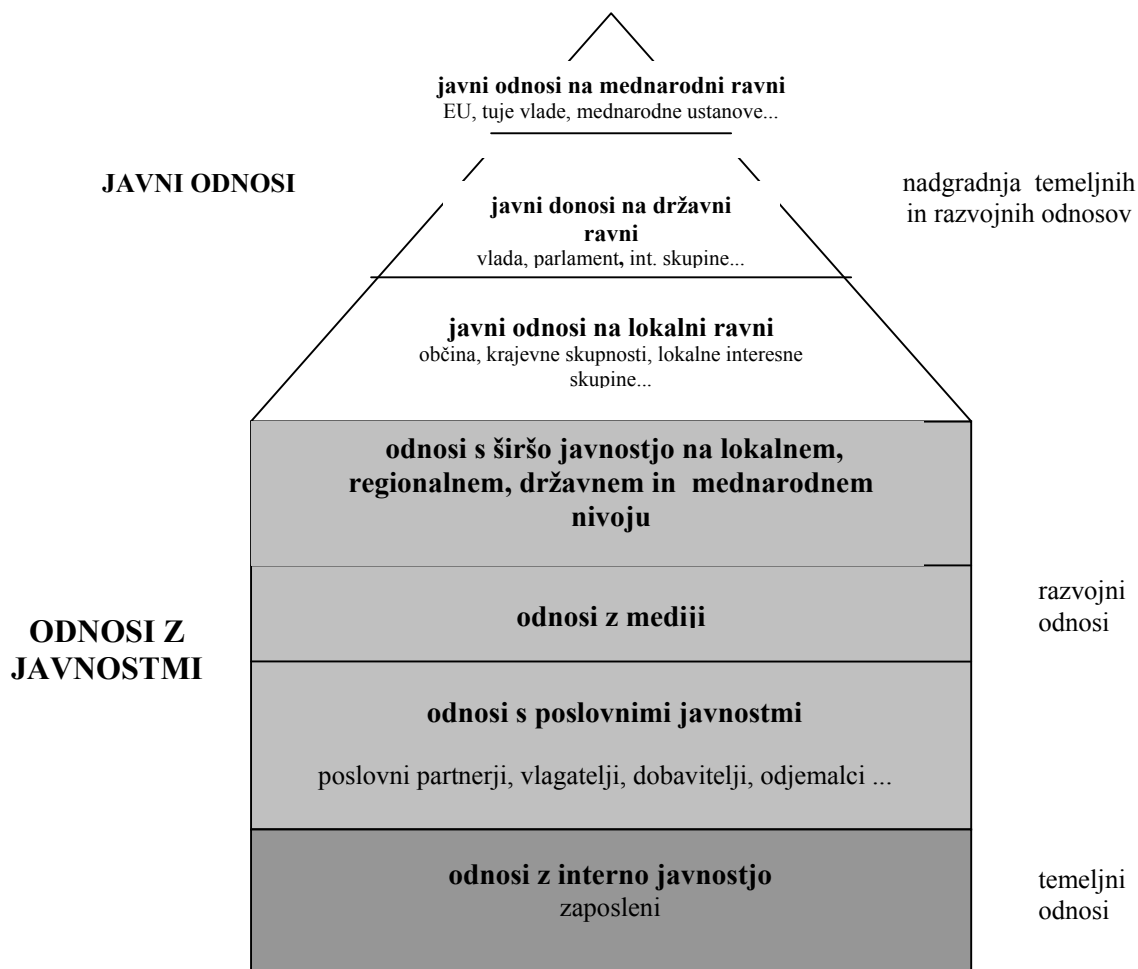 javni odnosi na mednarodni ravni
EU, tuje vlade, mednarodne ustanove...
JAVNI ODNOSI
nadgradnja temeljnih
in razvojnih odnosov
javni donosi na državni
ravni
vlada, parlament, int. skupine...
javni odnosi na lokalni ravni
občina, krajevne skupnosti, lokalne interesne
skupine...
odnosi s širšo javnostjo na lokalnem,
regionalnem, državnem in mednarodnem
nivoju
ODNOSI Z
JAVNOSTMI
odnosi z mediji
razvojni
odnosi
odnosi s poslovnimi javnostmi
poslovni partnerji, vlagatelji, dobavitelji, odjemalci ...
odnosi z interno javnostjo
zaposleni
temeljni
odnosi